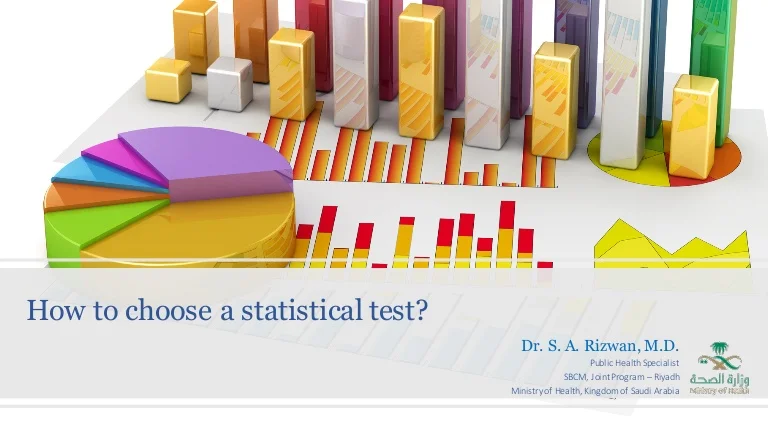 How to choose a statistical test?
Dr. S. A. Rizwan, M.D.
Public Health Specialist
SBCM, Joint Program – Riyadh
Ministry of Health, Kingdom of Saudi Arabia
وزارة الصحة
Ministry of Health